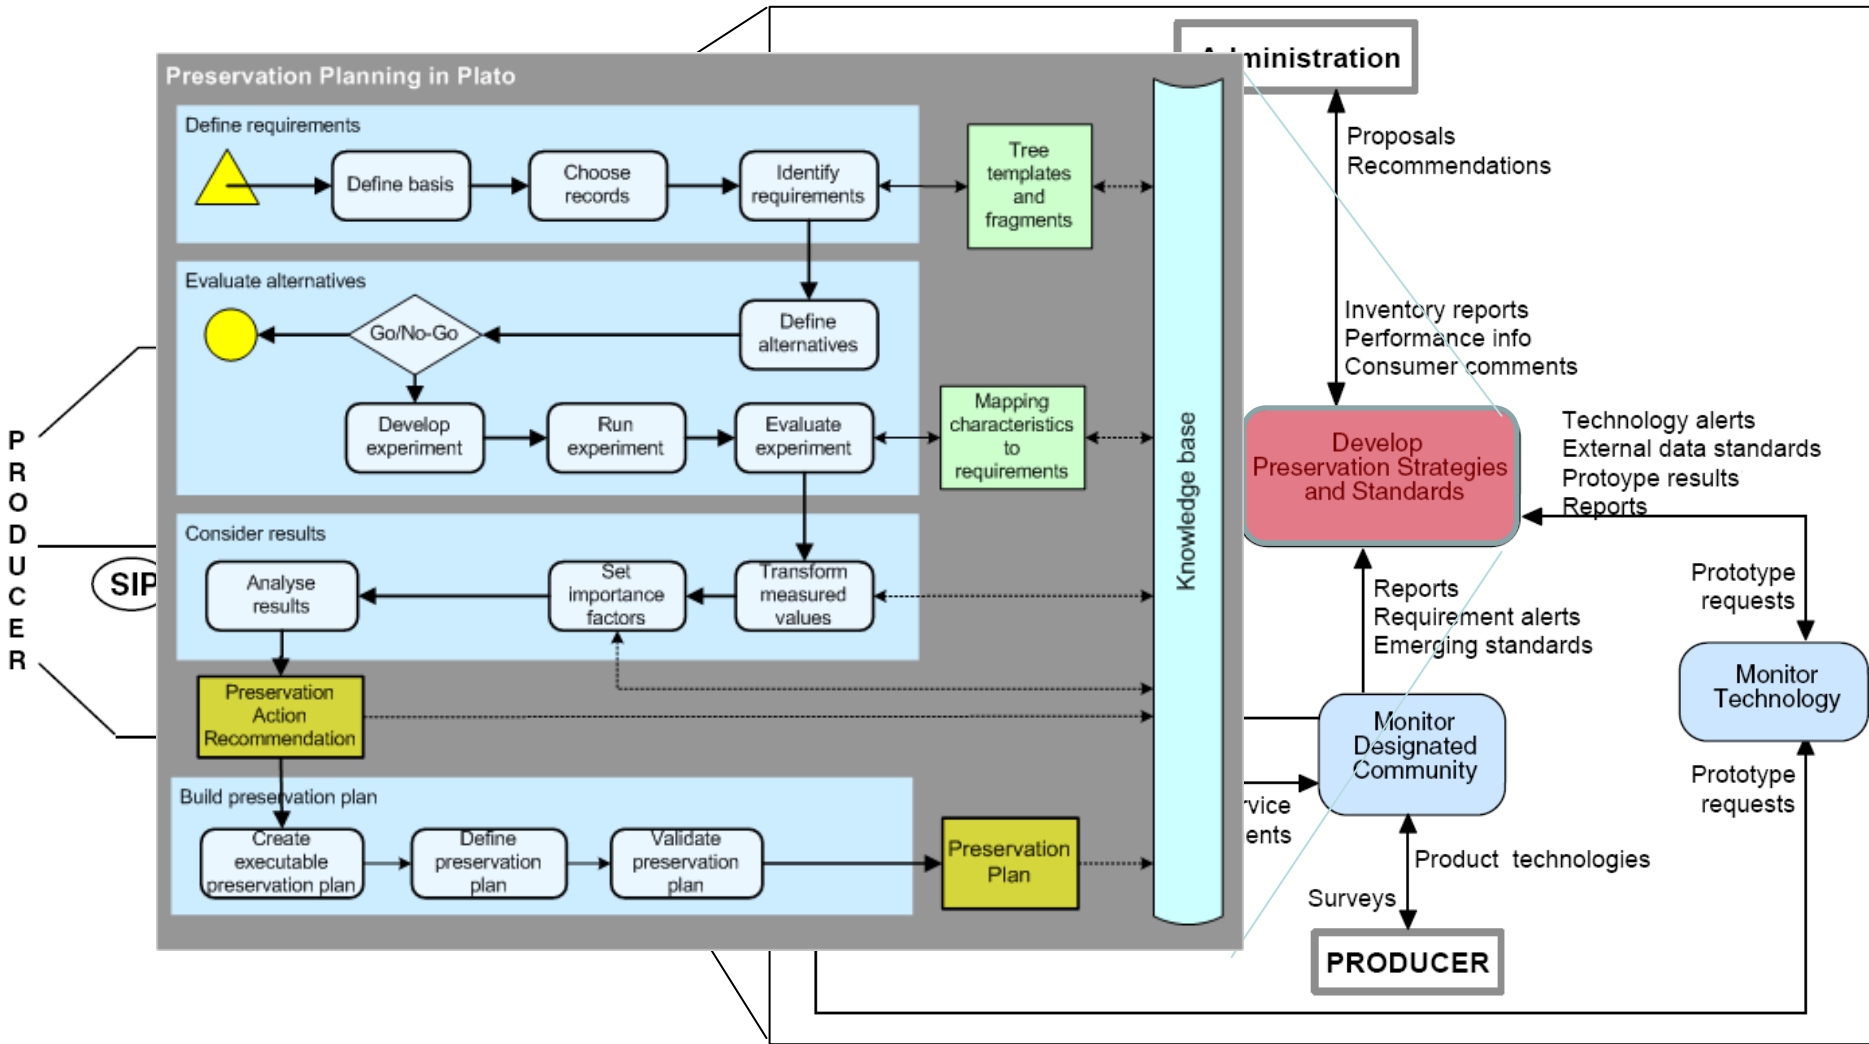 Administration
Preservation Planning in Plato
Define requirements
Define basis
Choose
records
Identify
requirements
Tree
templates
and
fragments
Proposals
Recommendations
Evaluate alternatives
Go/No-Go
Define
alternatives
Inventory reports
Performance info
Consumer comments
Develop
experiment
Run
experiment
Evaluate
experiment
Mapping
characteristics
to
requirements
Knowledge base
Develop
Preservation Strategies
and Standards
Technology alerts
External data standards
Protoype results
Reports
PRODUCER
SIP
Consider results
Analyse
results
Set
importance
factors
Transform
measured
values
Reports
Requirement alerts
Emerging standards
Prototype
requests
Monitor
Technology
Preservation
Action
Recommendation
Monitor
Designated
Community
Prototype
requests
Build preservation plan
Create
executable
preservation plan
Define
preservation
plan
Validate
preservation
plan
Preservation
Plan
rvice
ents
Product technologies
Surveys
PRODUCER